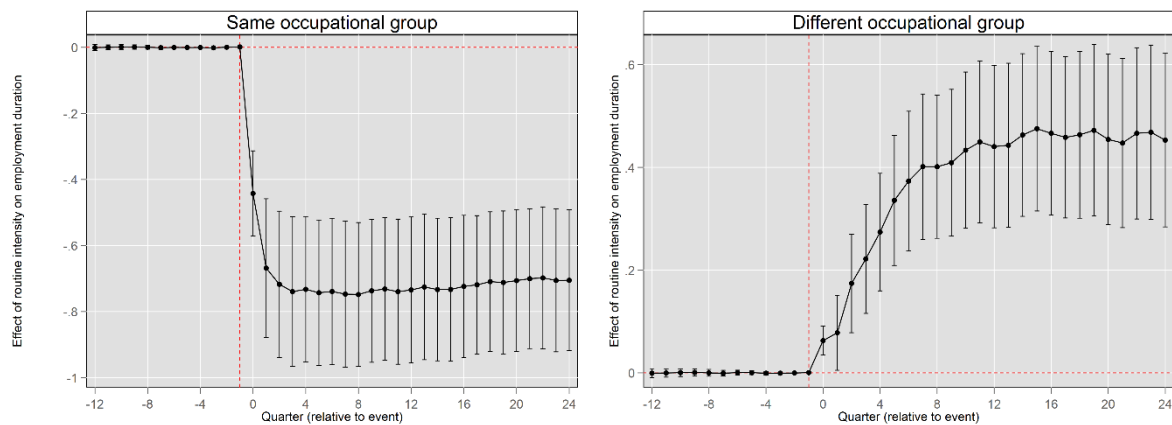 Same occupational group
Effect of routine intensity on employment duration
0
-.2
-.4
-.6
-.8
-1
-12 -8 -4 0 4 8 12 16 20 24
Quarter (relative to event)
Different occupational group
Effect of routine intensity on employment duration
.6
.4
.2
0
-12 -8 -4 0 4 8 12 16 20 24
Quarter (relative to event)